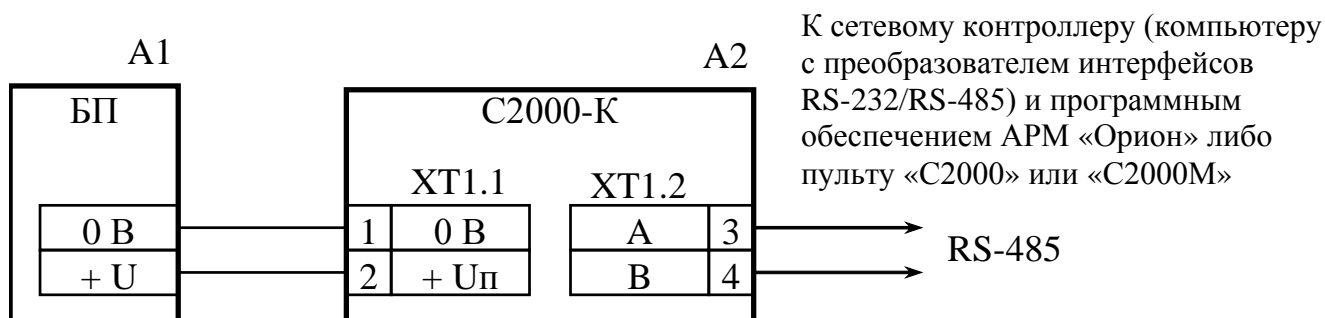 К сетевому контроллеру (компьютеру
с преобразователем интерфейсов
RS-232/RS-485) и программным
обеспечением АРМ «Орион» либо
пульту «С2000» или «С2000М»
А1
А2
БП
С2000-К
XT1.1
XT1.2
0 В
1
0 В
А
3
+ U
2
+ Uп
В
4
RS-485